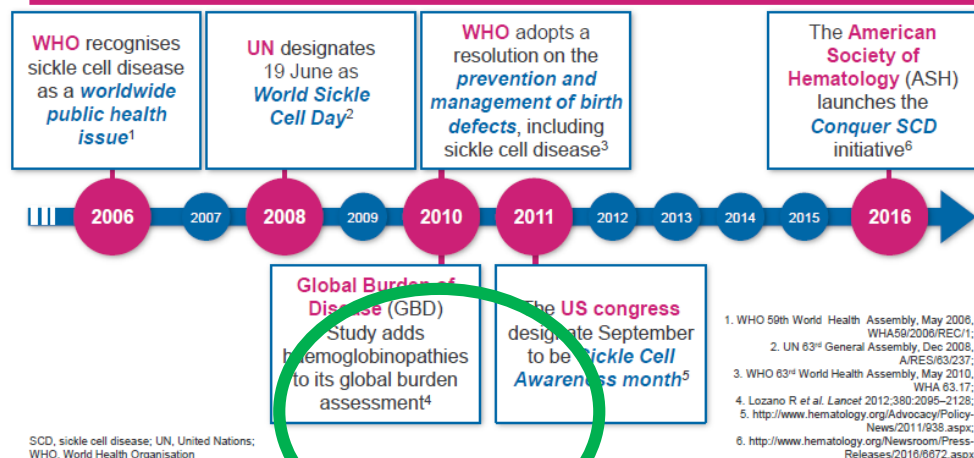 WHO recognises
sickle cell disease
as a worldwide
public health
issue1
UN designates
19 June as
World Sickle
Cell Day2
WHO adopts a
resolution on the
prevention and
management of birth
defects, including
sickle cell disease3
The American
Society of
Hematology (ASH)
launches the
Conquer SCD
initiative6
2006
2007
2008
2009
2010
2011
2012
2013
2014
2015
2016
Global Burden of
Disease (GBD)
Study adds
haemoglobinopathies
to its global burden
assessment4
The US congress
designate September
to be Sickle Cell
Awareness month5
1. WHO 59th World Health Assembly, May 2006,
WHA59/2006/REC/1;
2. UN 63rd General Assembly, Dec 2008,
A/RES/63/237;
3. WHO 63rd World Health Assembly, May 2010,
WHA 63.17;
4. Lozano R et al. Lancet 2012;380:2095–2128;
5. http://www.hematology.org/Advocacy/Policy-
News/2011/938.aspx;
6. http://www.hematology.org/Newsroom/Press-
Releases/2016/6672.aspx
SCD, sickle cell disease; UN, United Nations;
WHO, World Health Organisation